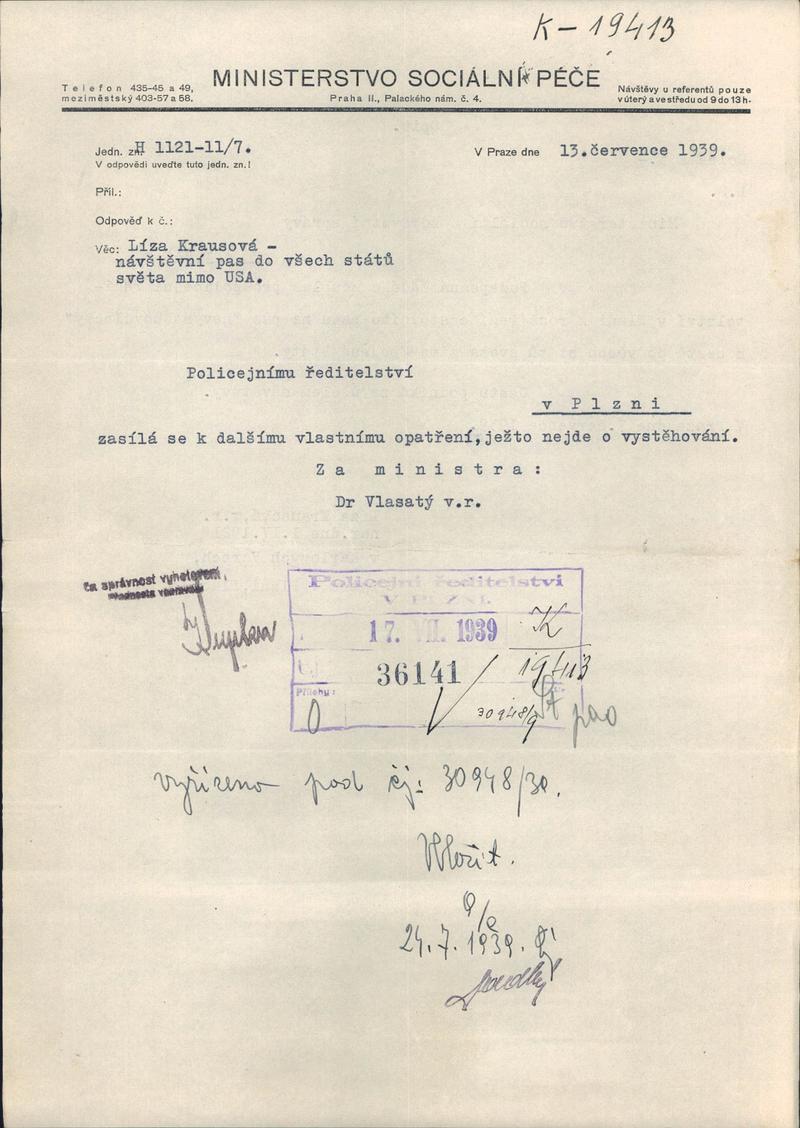 K - 19413
Telefon 435-45 a 49,
meziměstský 403-57 a 58.
MINISTERSTVO SOCIÁLNÍ PÉČE
Praha II., Palackého nám. č. 4.
Návštěvy u referentů pouze
v úterý a ve středu od 9 do 13 h.
Jedn. zn. H 1121-11/7.
V odpovědi uveďte tuto jedn. zn.!
V Praze dne 13.července 1939.
Příl.:
Odpověď k č.:
Věc: Líza Krausová -
návštěvní pas do všech států
světa mimo USA.
Policejnímu ředitelství
v Plzni
zasílá se k dalšímu vlastnímu opatření,ježto nejde o vystěhování.
Za ministra:
Dr Vlasatý v.r.
Za správnost vyhotovení,
Policejní ředitelství
V PLZNI.
17. VII. 1939
K
36141
19413
Přílohy:
0
30948/9
vyřízeno pod čj: 30948/30.
Vložit.
24.7.1939.